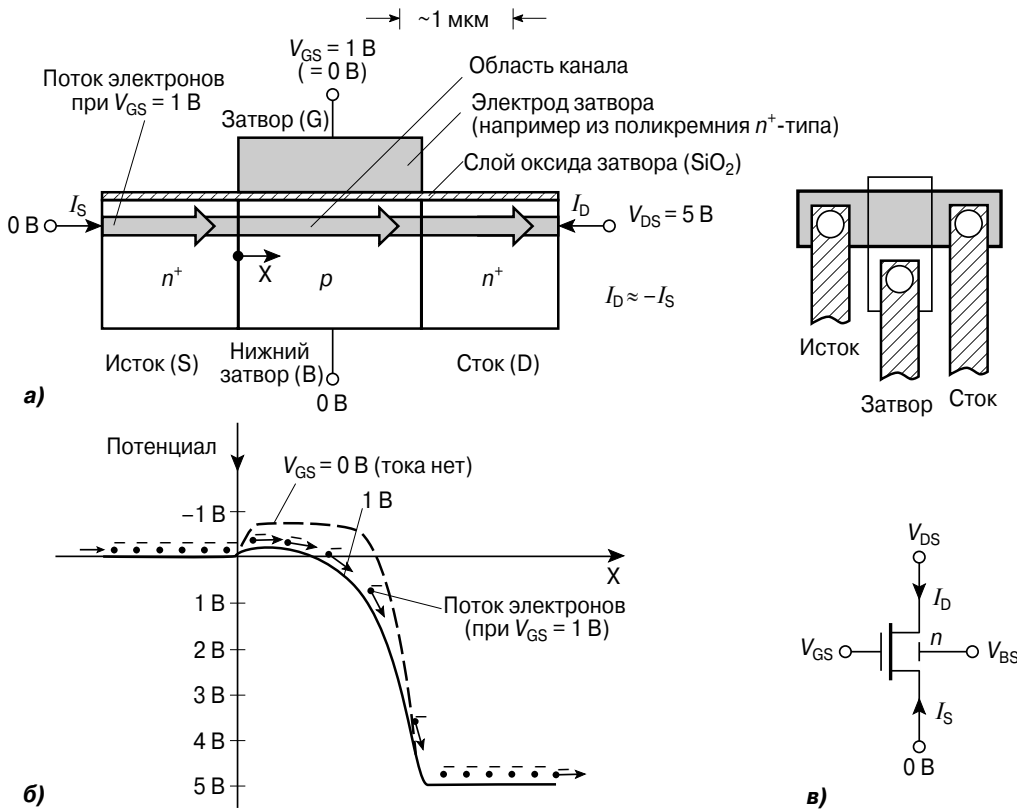 ~1 мкм
V_GS = 1 В
( = 0 В)
Поток электронов
при V_GS = 1 В
Область канала
Затвор (G)
Электрод затвора
(например из поликремния n⁺-типа)
Слой оксида затвора (SiO₂)
0 В
I_S
I_D
V_DS = 5 В
X
n⁺
p
n⁺
I_D ≈ −I_S
Исток (S)
Нижний
затвор (B)
Сток (D)
0 В
а)
Исток
Затвор
Сток
Потенциал
V_GS = 0 В (тока нет)
1 В
−1 В
X
1 В
2 В
3 В
4 В
5 В
Поток электронов
(при V_GS = 1 В)
б)
V_DS
I_D
n
V_GS
V_BS
I_S
0 В
в)